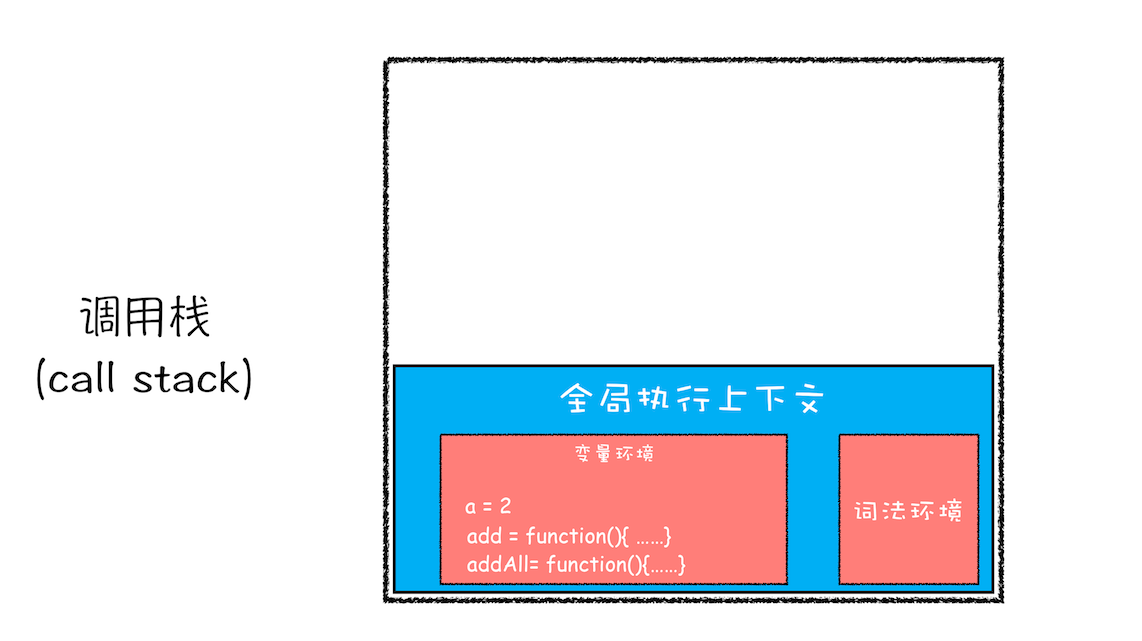 调用栈
(call stack)
全局执行上下文
变量环境
a = 2
add = function(){ ......}
addAll= function(){......}
词法环境